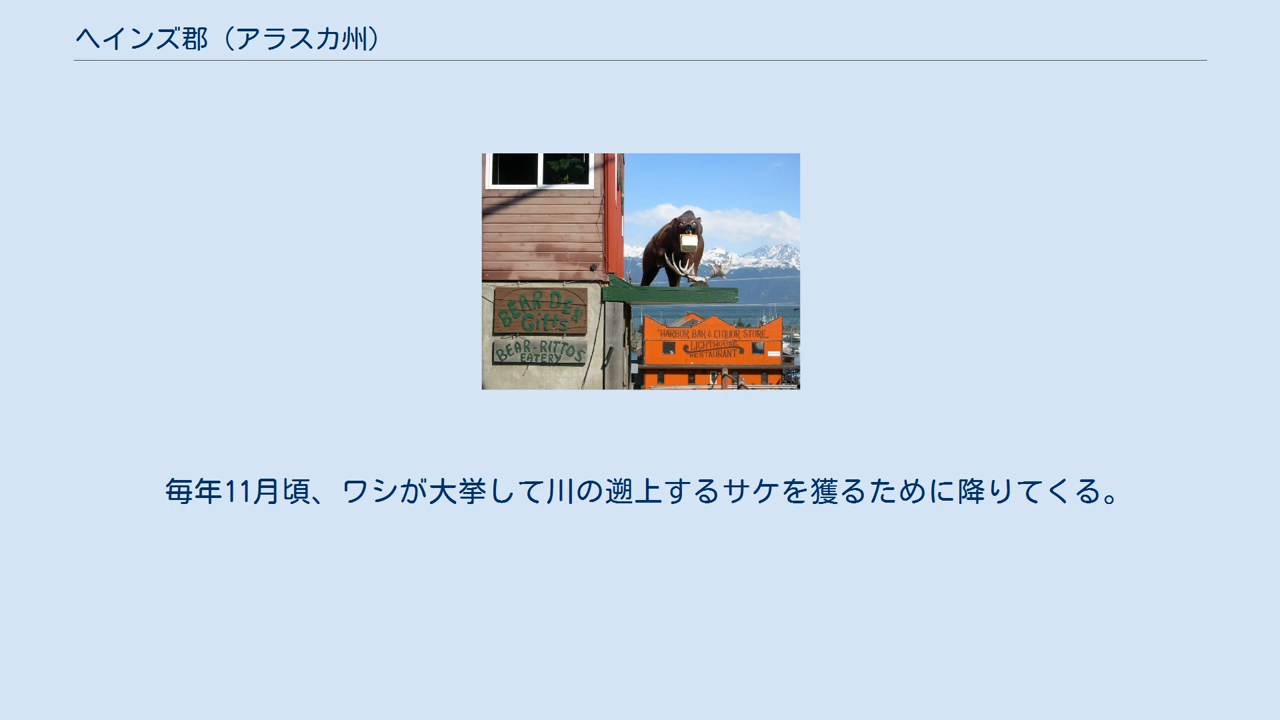 ヘインズ郡（アラスカ州）
BEAR DEN
Gifts
BEAR-RITTOS
EATERY
HARBOR BAR & LIQUOR STORE
LIGHTHOUSE
RESTAURANT
毎年11月頃、ワシが大挙して川の遡上するサケを獲るために降りてくる。